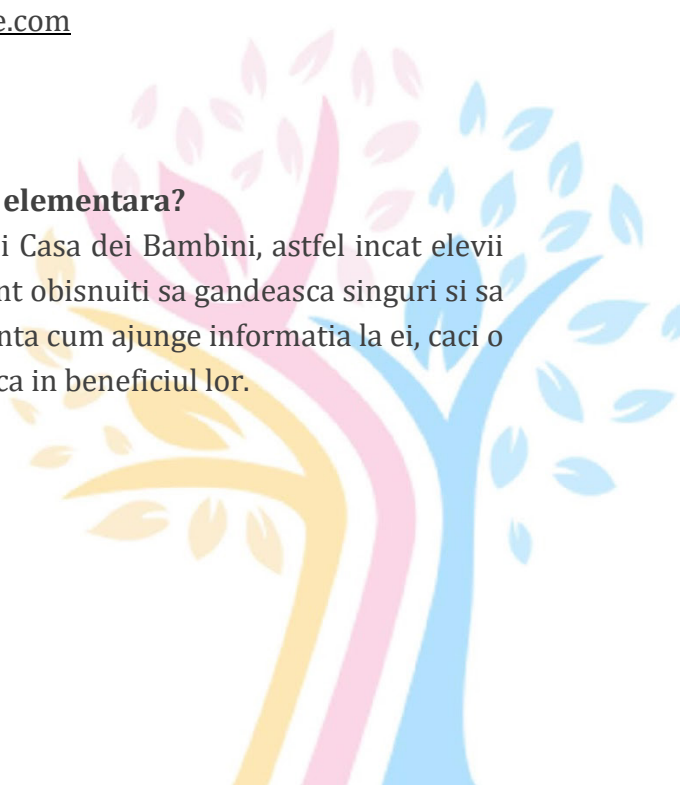 e.com
elementara?
i Casa dei Bambini, astfel incat elevii
nt obisnuiti sa gandeasca singuri si sa
nta cum ajunge informatia la ei, caci o
ca in beneficiul lor.